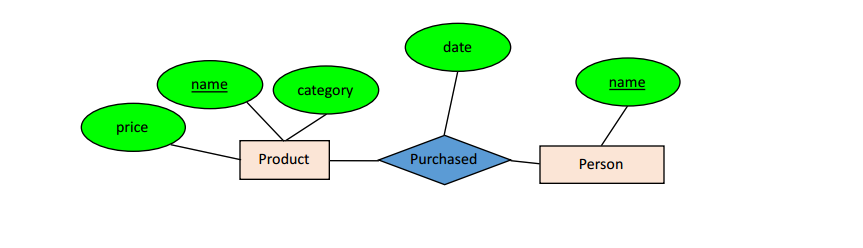 date
name
name
category
price
Product
Purchased
Person